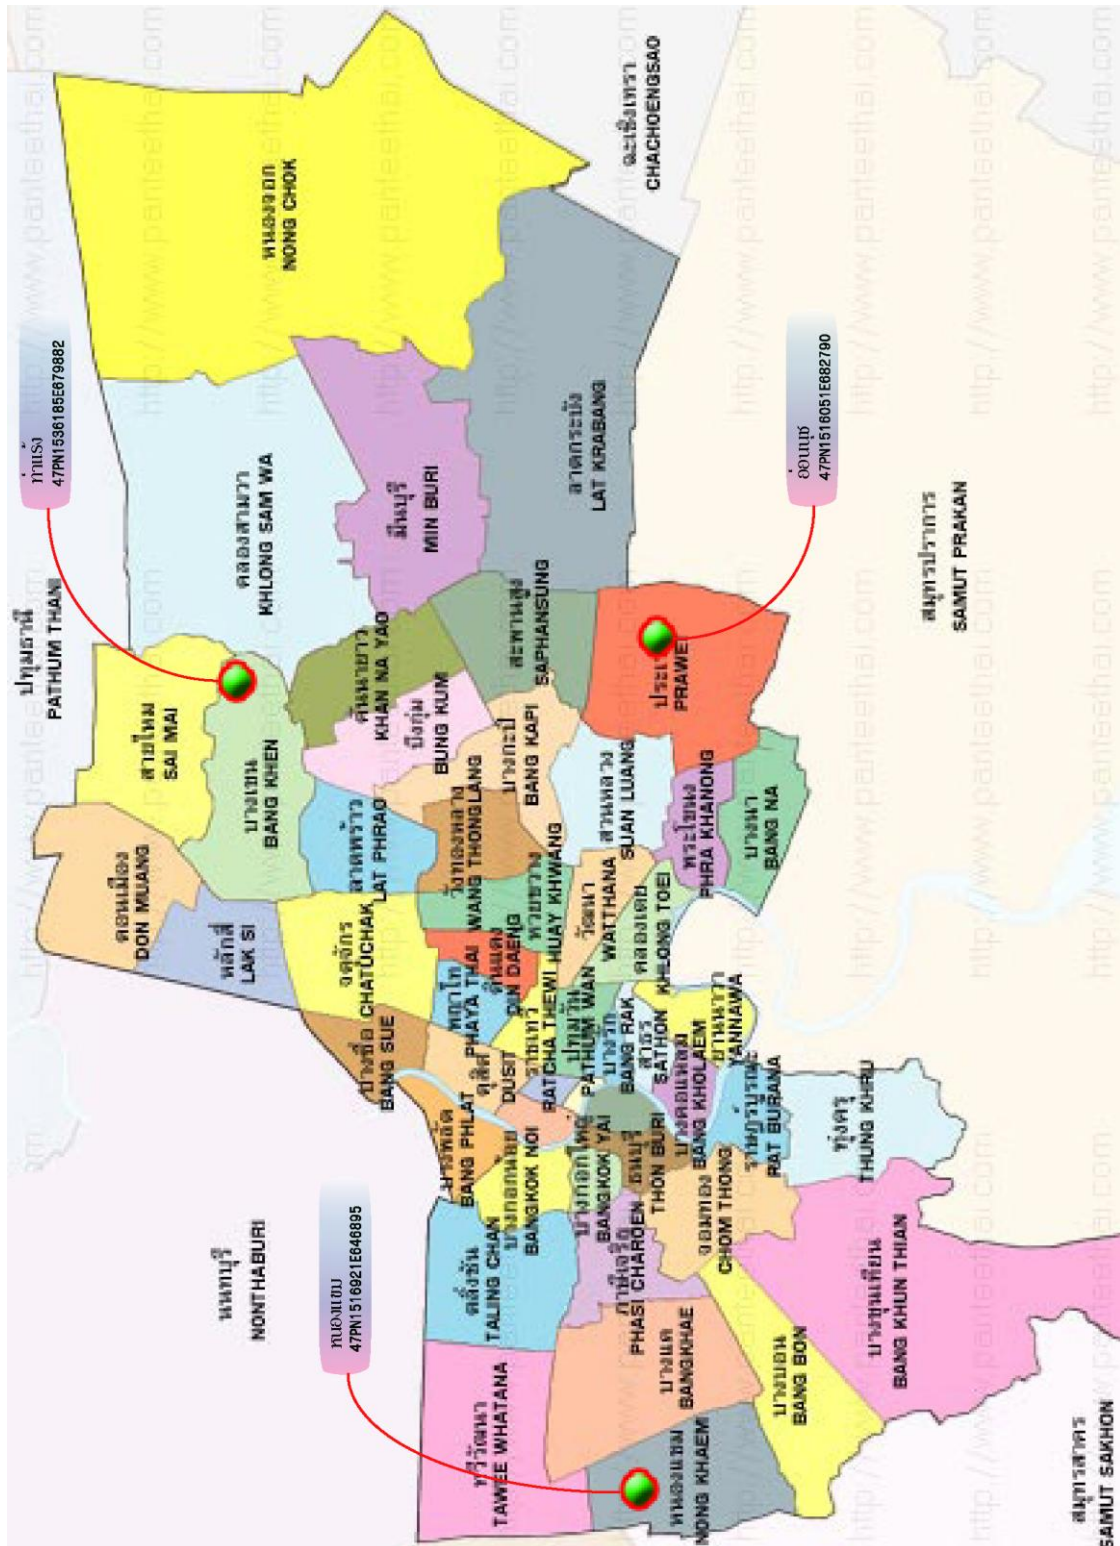 ปทุมธานี
PATHUM THANI
ท่าแร้ง
47PN1536185E679882
หนองจอก
NONG CHOK
ฉะเชิงเทรา
CHACHOENGSAO
คลองสามวา
KHLONG SAM WA
มีนบุรี
MIN BURI
ลาดกระบัง
LAT KRABANG
อ่อนนุช
47PN1516051E682790
สมุทรปราการ
SAMUT PRAKAN
สายไหม
SAI MAI
บางเขน
BANG KHEN
คันนายาว
KHAN NA YAO
บึงกุ่ม
BUNG KUM
สะพานสูง
SAPHANSUNG
ประเ
PRAWE
ดอนเมือง
DON MUANG
หลักสี่
LAK SI
ลาดพร้าว
LAT PHRAO
วังทองหลาง
WANG THONGLANG
บางกะปิ
BANG KAPI
สวนหลวง
SUAN LUANG
พระโขนง
PHRA KHANONG
บางนา
BANG NA
จตุจักร
CHATUCHAK
ห้วยขวาง
HUAY KHWANG
วัฒนา
WATTHANA
คลองเตย
KHLONG TOEI
บางซื่อ
BANG SUE
พญาไท
PHAYA THAI
ดินแดง
DIN DAENG
ดุสิต
DUSIT
ราชเทวี
RATCHA THEWI
ปทุมวัน
PATHUM WAN
บางรัก
BANG RAK
สาธร
SATHON
ยานนาวา
YANNAWA
บางคอแหลม
BANG KHOLAEM
บางพลัด
BANG PHLAT
บางกอกน้อย
BANGKOK NOI
บางกอกใหญ่
BANGKOK YAI
ธนบุรี
THON BURI
ราษฎร์บูรณะ
RAT BURANA
ทุ่งครุ
THUNG KHRU
นนทบุรี
NONTHABURI
หนองแขม
47PN1516921E646895
ตลิ่งชัน
TALING CHAN
ภาษีเจริญ
PHASI CHAROEN
จอมทอง
CHOM THONG
ทวีวัฒนา
TAWEE WHATANA
บางแค
BANGKHAE
บางบอน
BANG BON
บางขุนเทียน
BANG KHUN THIAN
หนองแขม
NONG KHAEM
สมุทรสาคร
SAMUT SAKHON
http://www.panteethai.com